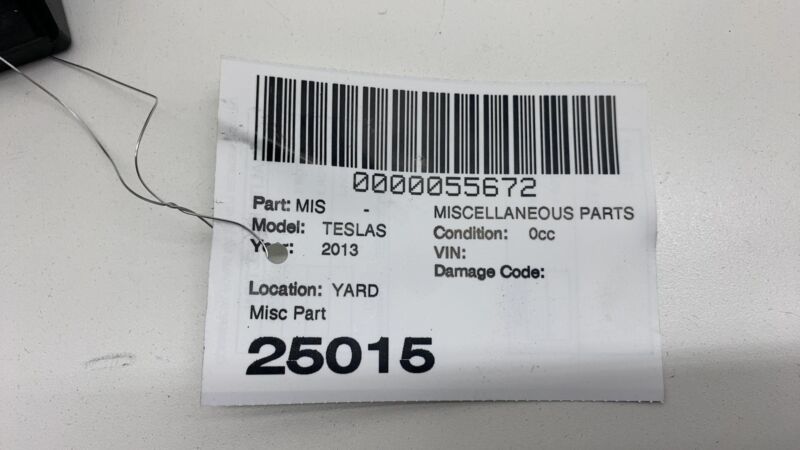 0000055672
Part: MIS - MISCELLANEOUS PARTS
Model: TESLAS Condition: 0cc
Year: 2013 VIN:
Damage Code:
Location: YARD
Misc Part
25015